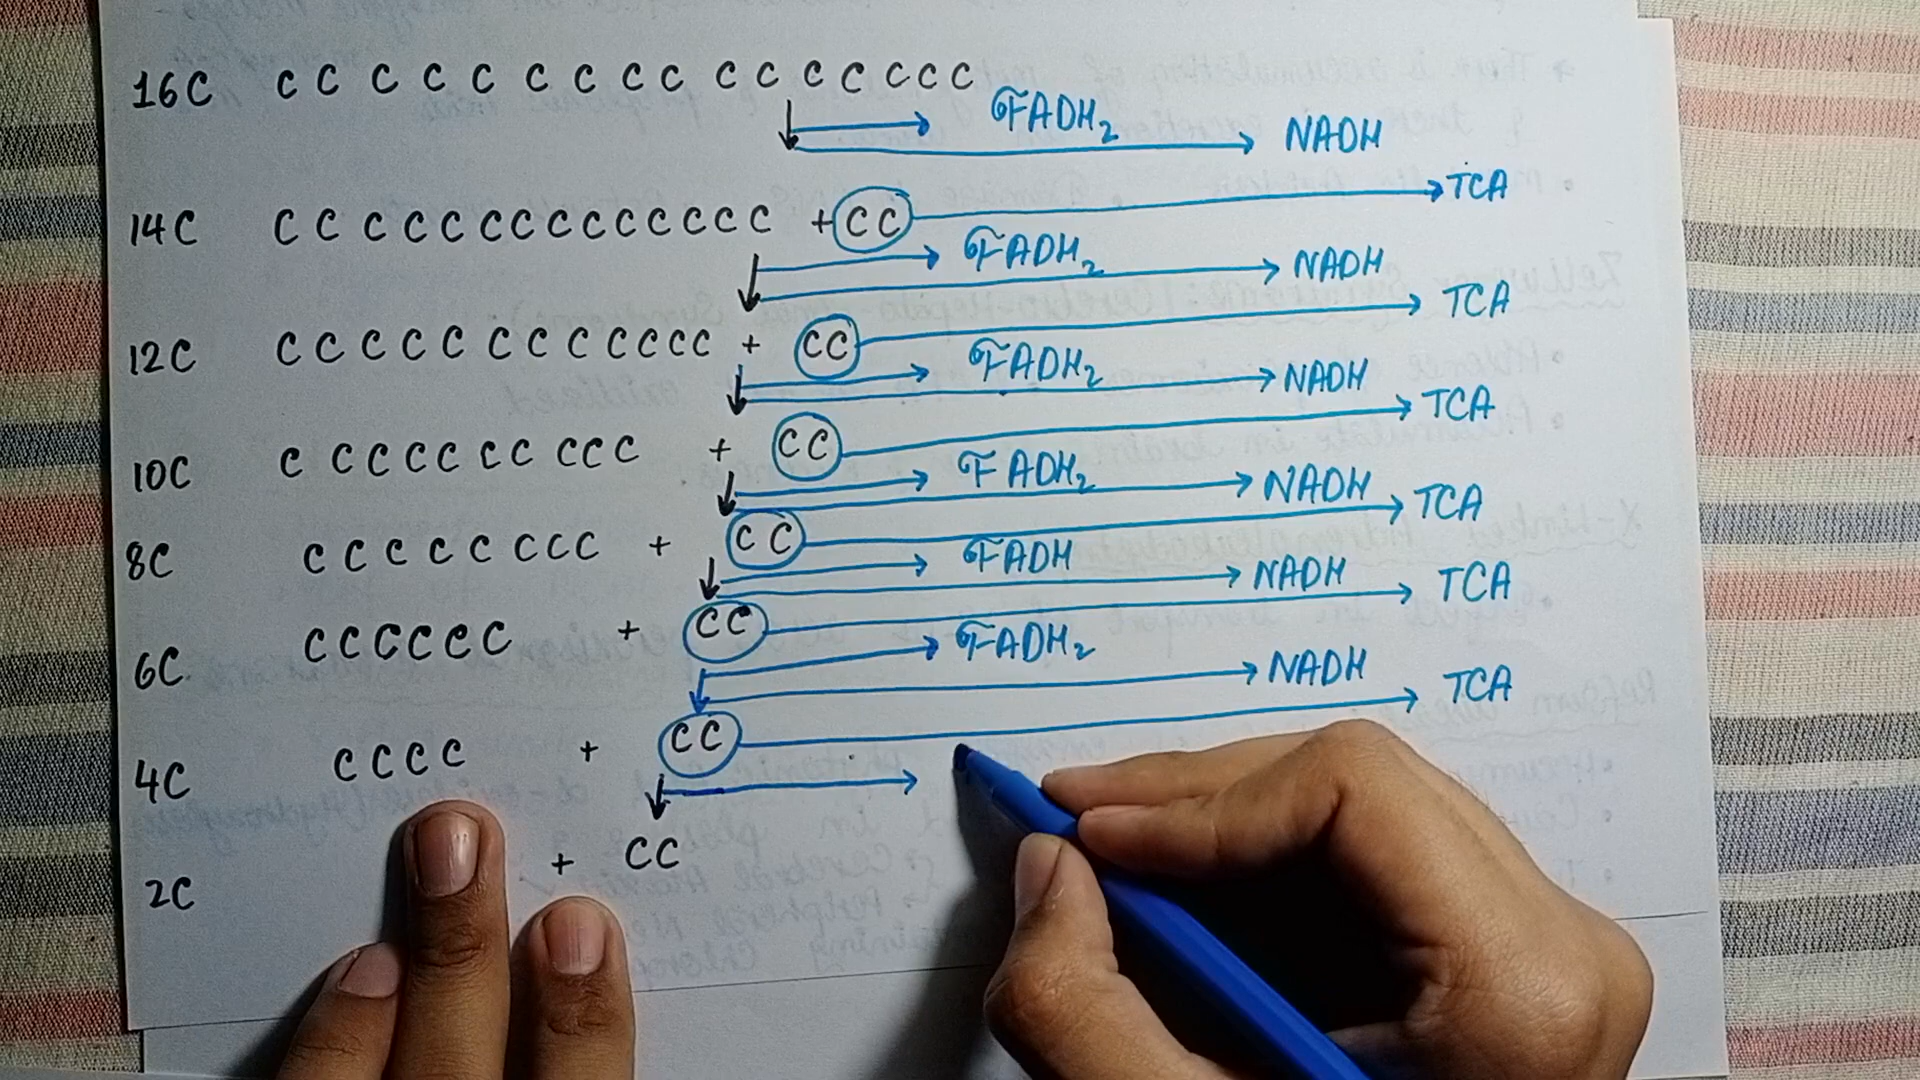 16C C C C C C C C C C C C C C C C C
FADH₂ NADH
TCA
14C C C C C C C C C C C C C C C + CC
FADH₂ NADH
TCA
12C C C C C C C C C C C C C + CC
FADH₂ NADH
TCA
10C C C C C C C C C C C + CC
FADH₂ NADH
TCA
8C C C C C C C C C + CC
FADH NADH
TCA
6C C C C C C C + CC
FADH₂ NADH
TCA
4C C C C C + CC
2C + CC